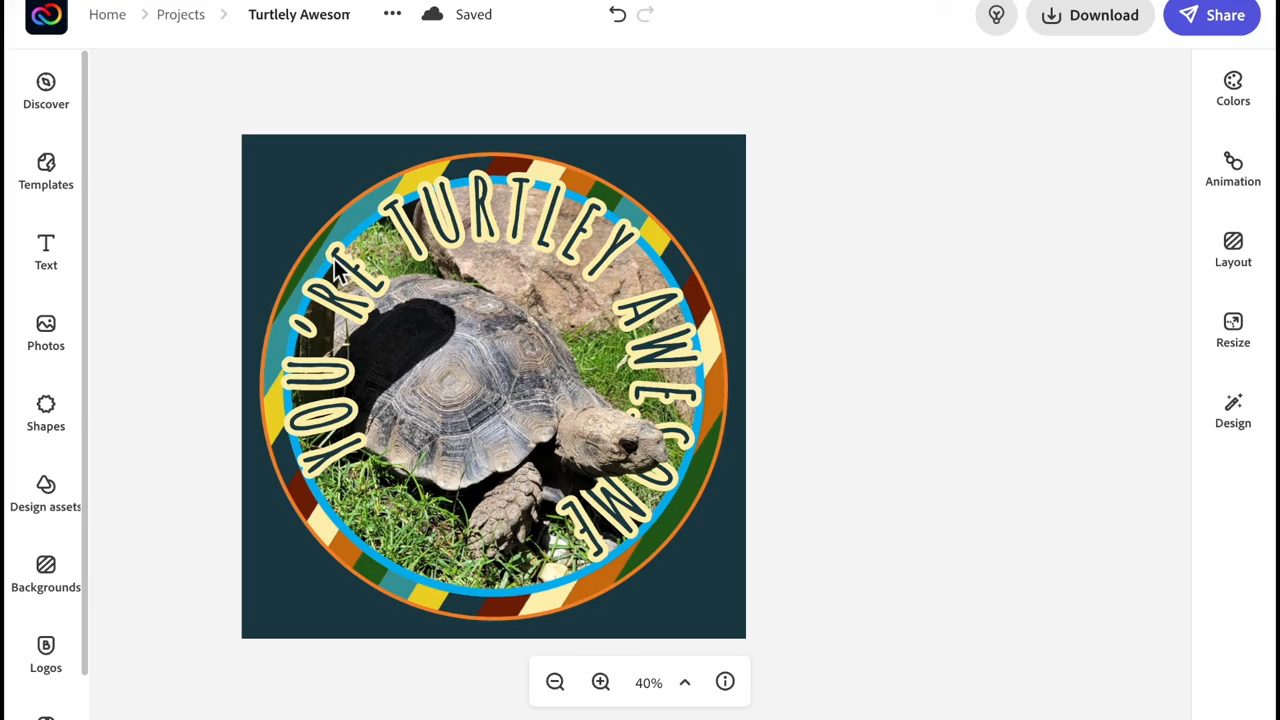 Home
Projects
Turtlely Aweson
Saved
Download
Share
Discover
Templates
Text
Photos
Shapes
Design assets
Backgrounds
Logos
YOU'RE TURTLEY AWESOME
Colors
Animation
Layout
Resize
Design
40%